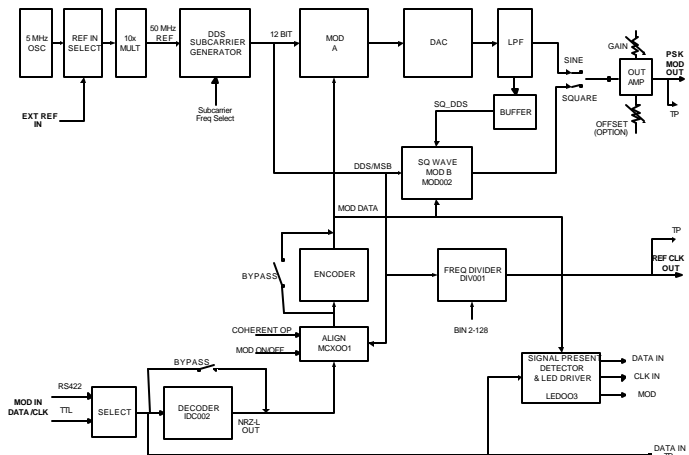 5 MHz
OSC
REF IN
SELECT
10x
MULT
50 MHz
REF
DDS
SUBCARRIER
GENERATOR
12 BIT
MOD
A
DAC
LPF
SINE
SQUARE
GAIN
OUT
AMP
OFFSET
(OPTION)
PSK
MOD
OUT
TP
EXT REF
IN
Subcarrier
Freq Select
SQ_DDS
BUFFER
DDS/MSB
SQ WAVE
MOD B
MOD002
MOD DATA
BYPASS
ENCODER
FREQ DIVIDER
DIV001
BIN 2-128
TP
REF CLK
OUT
COHERENT OP
MOD ON/OFF
ALIGN
MCXOO1
SIGNAL PRESENT
DETECTOR
& LED DRIVER
LEDOO3
DATA IN
CLK IN
MOD
BYPASS
MOD IN
DATA /CLK
RS422
TTL
SELECT
DECODER
IDC002
NRZ-L
OUT
DATA IN